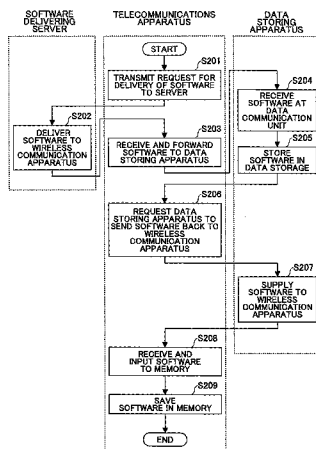 SOFTWARE
DELIVERING
SERVER
TELECOMMUNICATIONS
APPARATUS
DATA
STORING
APPARATUS
START
S201
TRANSMIT REQUEST FOR
DELIVERY OF SOFTWARE
TO SERVER
S202
DELIVER
SOFTWARE TO
WIRELESS
COMMUNICATION
APPARATUS
S203
RECEIVE AND FORWARD
SOFTWARE TO DATA
STORING APPARATUS
S204
RECEIVE
SOFTWARE AT
DATA
COMMUNICATION
UNIT
S205
STORE
SOFTWARE IN
DATA STORAGE
S206
REQUEST DATA
STORING APPARATUS TO
SEND SOFTWARE BACK TO
WIRELESS COMMUNICATION
APPARATUS
S207
SUPPLY
SOFTWARE TO
WIRELESS
COMMUNICATION
APPARATUS
S208
RECEIVE AND
INPUT SOFTWARE
TO MEMORY
S209
SAVE
SOFTWARE IN MEMORY
END